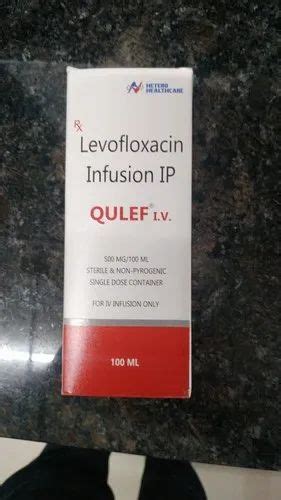 HETERO
HEALTHCARE
Rx
Levofloxacin
Infusion IP
QULEF® I.V.
500 MG/100 ML
STERILE & NON-PYROGENIC
SINGLE DOSE CONTAINER
FOR IV INFUSION ONLY
100 ML